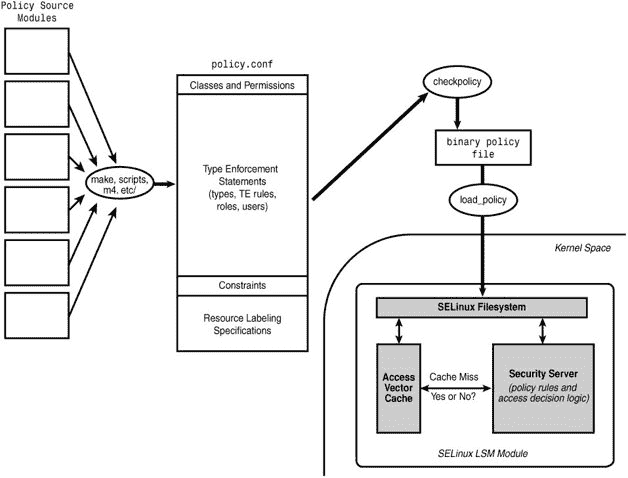 Policy Source
Modules
make, scripts,
m4, etc/
policy.conf
Classes and Permissions
Type Enforcement
Statements
(types, TE rules,
roles, users)
Constraints
Resource Labeling
Specifications
checkpolicy
binary policy
file
load_policy
Kernel Space
SELinux Filesystem
Access
Vector
Cache
Cache Miss
Yes or No?
Security Server
(policy rules and
access decision logic)
SELinux LSM Module